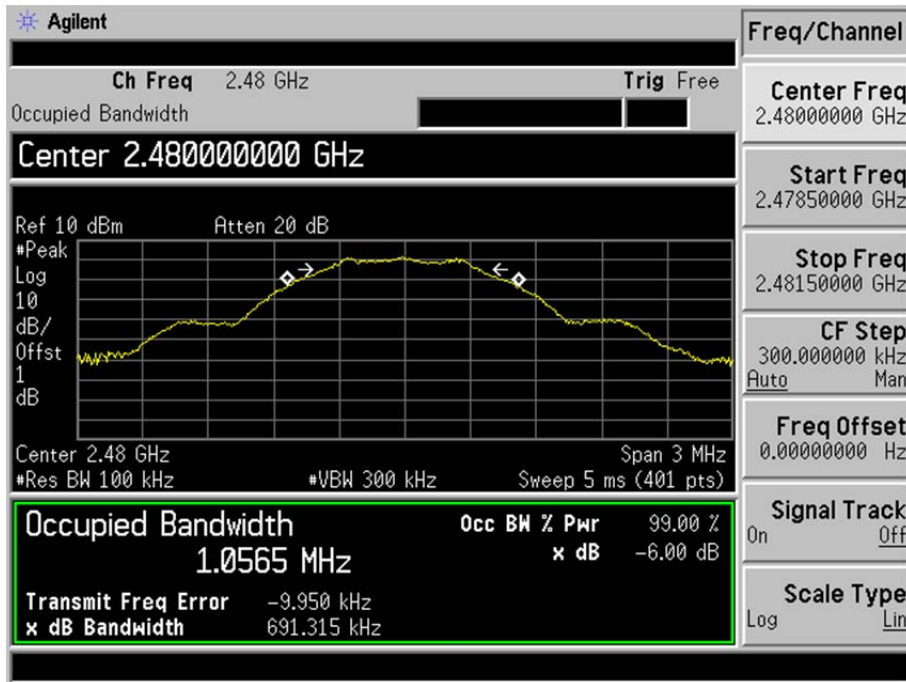 Agilent
Freq/Channel
Ch Freq 2.48 GHz Trig Free
Occupied Bandwidth
Center 2.480000000 GHz
Ref 10 dBm Atten 20 dB
#Peak
Log
10
dB/
Offst
1
dB
Center 2.48 GHz Span 3 MHz
#Res BW 100 kHz #VBW 300 kHz Sweep 5 ms (401 pts)
Occupied Bandwidth Occ BW % Pwr 99.00 %
1.0565 MHz x dB -6.00 dB
Transmit Freq Error -9.950 kHz
x dB Bandwidth 691.315 kHz
Center Freq
2.48000000 GHz
Start Freq
2.47850000 GHz
Stop Freq
2.48150000 GHz
CF Step
300.000000 kHz
Auto Man
Freq Offset
0.00000000 Hz
Signal Track
On Off
Scale Type
Log Lin